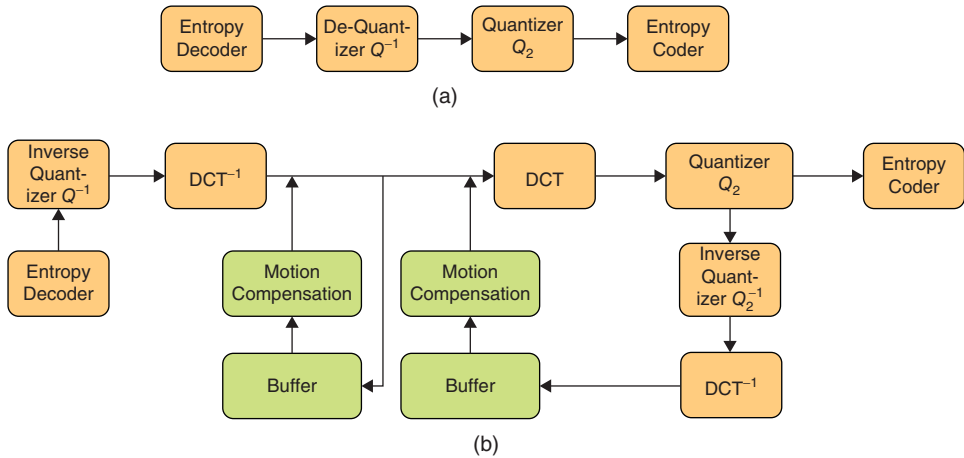 Entropy
Decoder
De-Quant-
izer Q⁻¹
Quantizer
Q₂
Entropy
Coder
(a)
Inverse
Quant-
izer Q⁻¹
DCT⁻¹
DCT
Quantizer
Q₂
Entropy
Coder
Entropy
Decoder
Motion
Compensation
Motion
Compensation
Inverse
Quant-
izer Q₂⁻¹
Buffer
Buffer
DCT⁻¹
(b)